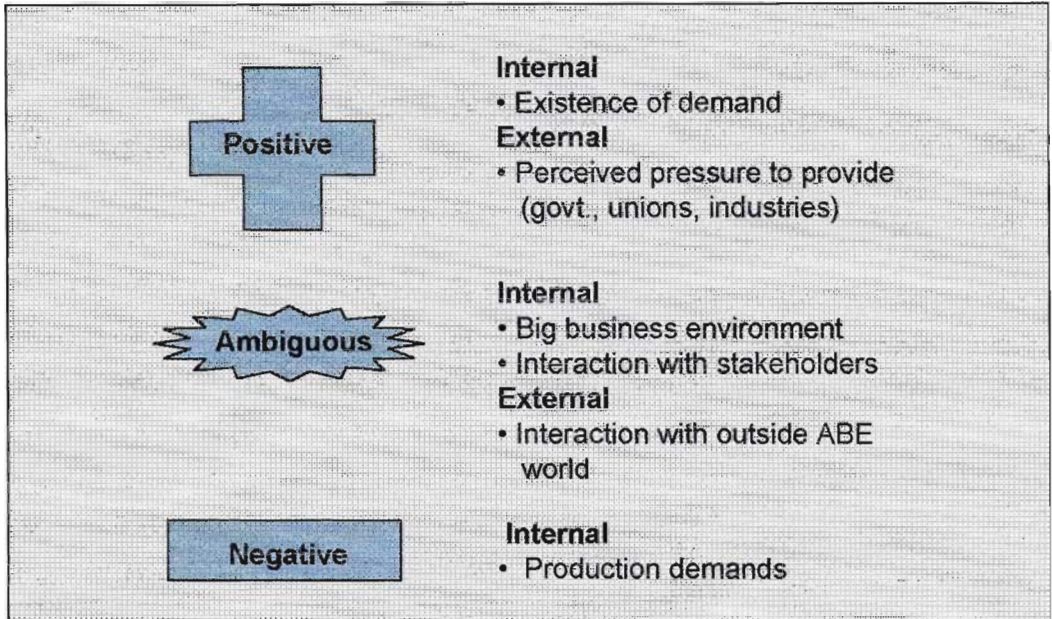 Positive
Internal
• Existence of demand
External
• Perceived pressure to provide
(govt., unions, industries)
Ambiguous
Internal
• Big business environment
• Interaction with stakeholders
External
• Interaction with outside ABE
world
Negative
Internal
• Production demands